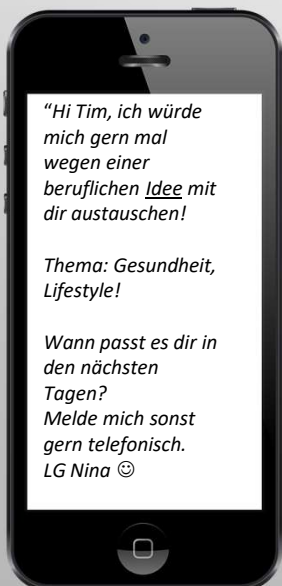 “Hi Tim, ich würde
mich gern mal
wegen einer
beruflichen Idee mit
dir austauschen!
Thema: Gesundheit,
Lifestyle!
Wann passt es dir in
den nächsten
Tagen?
Melde mich sonst
gern telefonisch.
LG Nina ☺